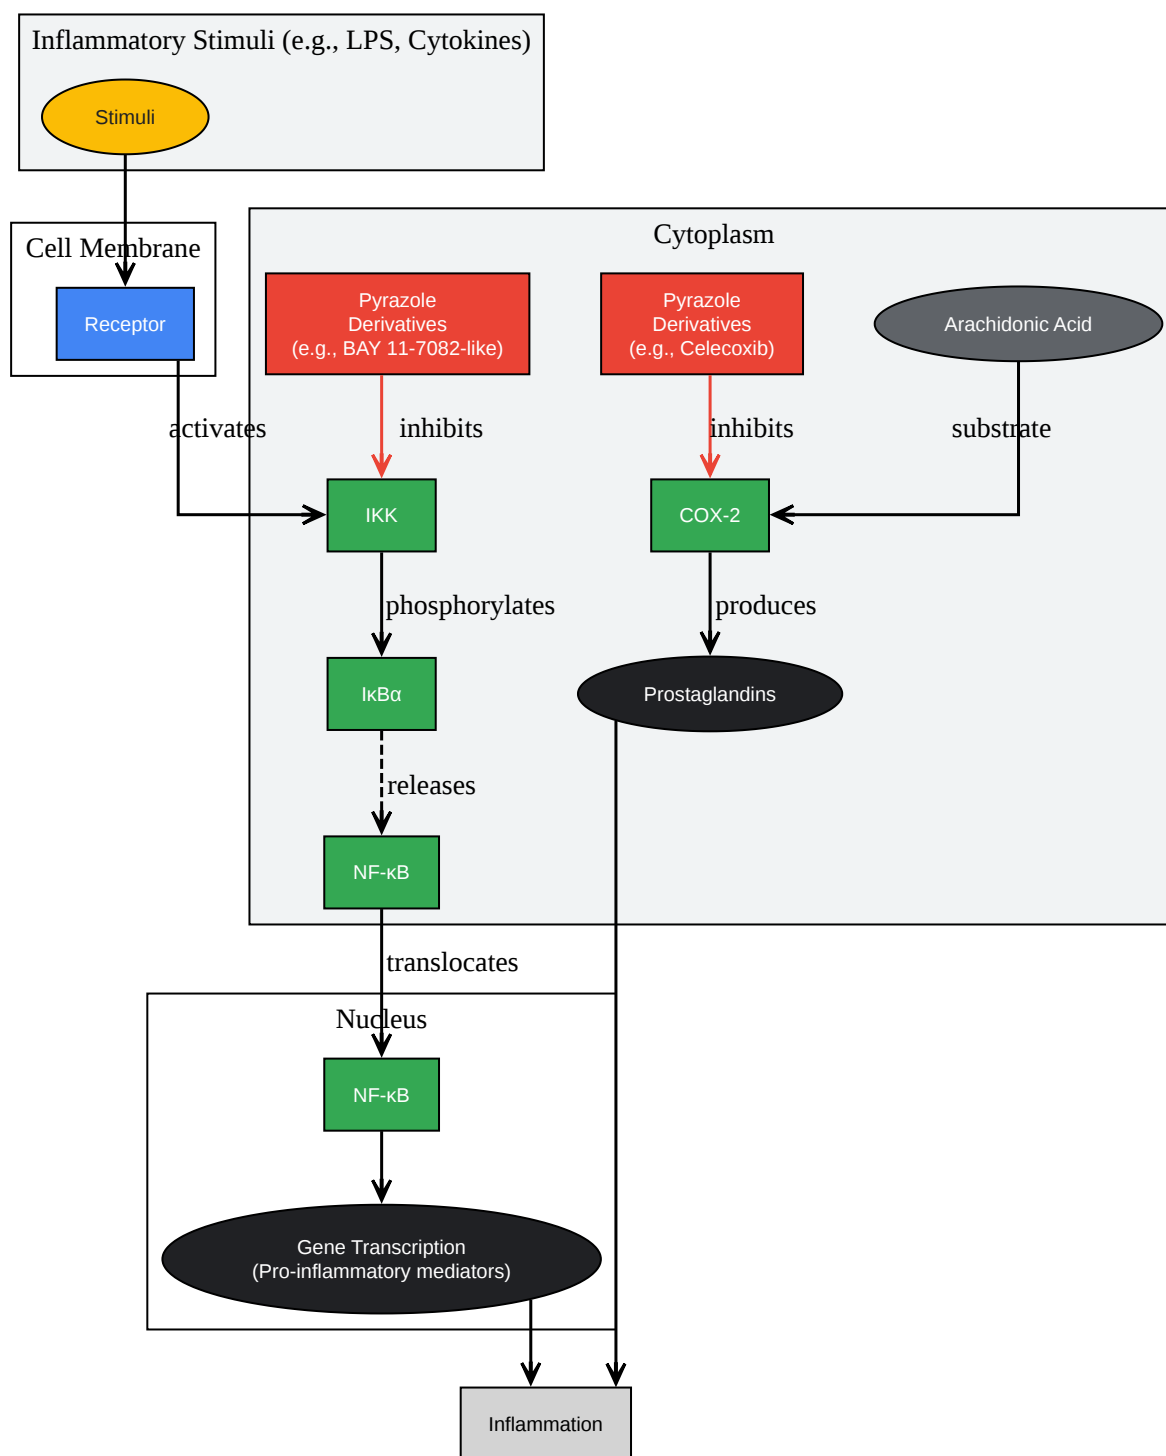 Inflammatory Stimuli (e.g., LPS, Cytokines)
Stimuli
Cell Membrane
Receptor
Cytoplasm
Pyrazole
Derivatives
(e.g., BAY 11-7082-like)
Pyrazole
Derivatives
(e.g., Celecoxib)
Arachidonic Acid
activates
inhibits
inhibits
substrate
IKK
COX-2
phosphorylates
produces
IκBα
Prostaglandins
releases
NF-κB
translocates
Nucleus
NF-κB
Gene Transcription
(Pro-inflammatory mediators)
Inflammation